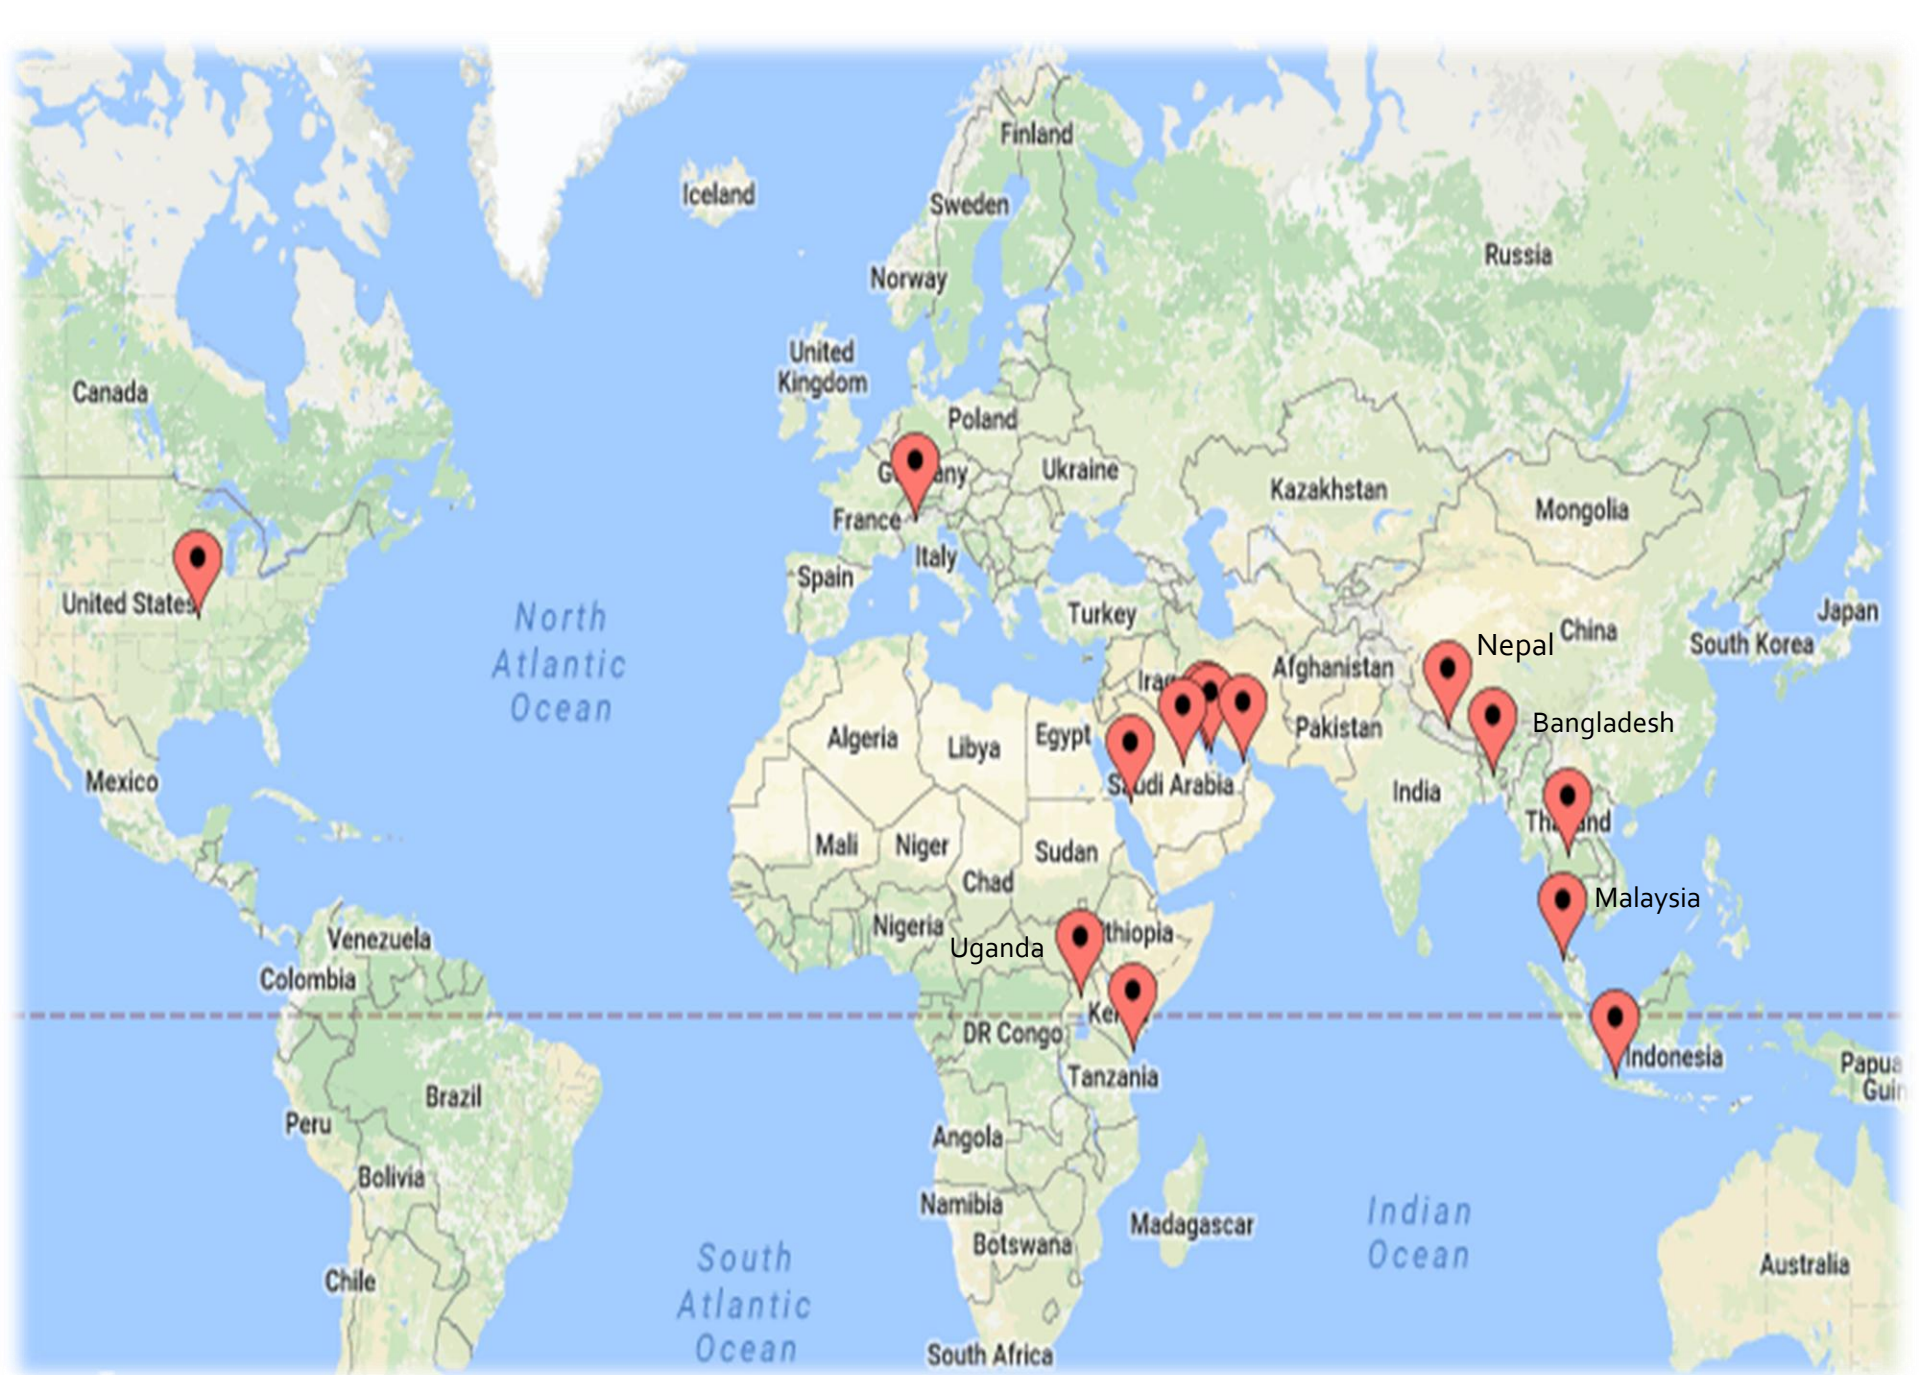 Finland
Iceland
Sweden
Russia
Norway
United
Kingdom
Canada
Poland
Ukraine
Kazakhstan
Mongolia
France
Italy
Spain
United States
Turkey
Japan
North
Atlantic
Ocean
Nepal
China
South Korea
Afghanistan
Pakistan
Bangladesh
Algeria
Libya
Egypt
Mexico
Saudi Arabia
India
Mali
Niger
Sudan
Chad
Malaysia
Nigeria
Uganda
Venezuela
Colombia
DR Congo
Tanzania
Indonesia
Papua
Brazil
Peru
Angola
Bolivia
Namibia
Madagascar
Indian
Ocean
Botswana
Chile
South
Atlantic
Ocean
Australia
South Africa